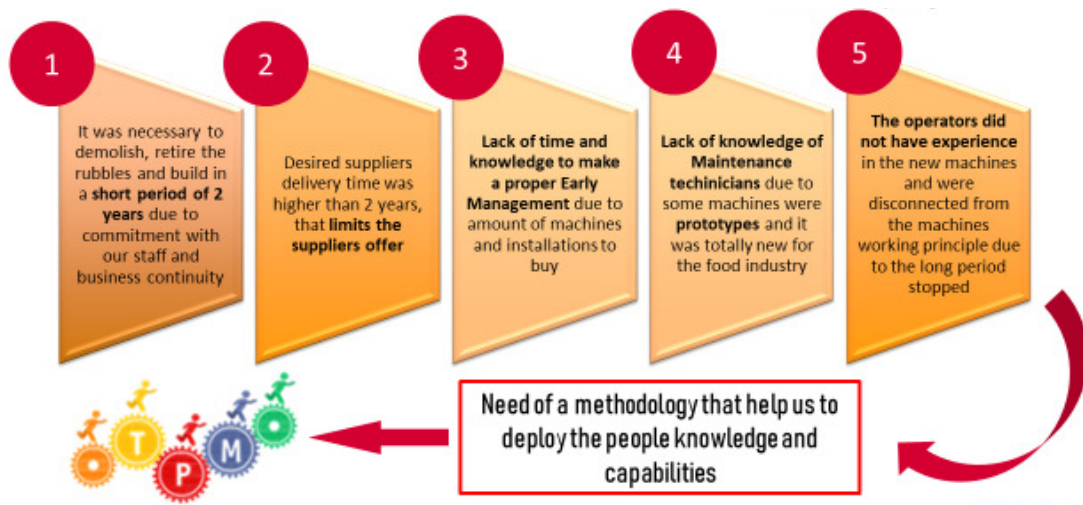 1
It was necessary to
demolish, retire the
rubbles and build in
a short period of 2
years due to
commitment with
our staff and
business continuity
2
Desired suppliers
delivery time was
higher than 2 years,
that limits the
suppliers offer
3
Lack of time and
knowledge to make
a proper Early
Management due to
amount of machines
and installations to
buy
4
Lack of knowledge of
Maintenance
techinicians due to
some machines were
prototypes and it
was totally new for
the food industry
5
The operators did
not have experience
in the new machines
and were
disconnected from
the machines
working principle due
to the long period
stopped
Need of a methodology that help us to
deploy the people knowledge and
capabilities
T P M